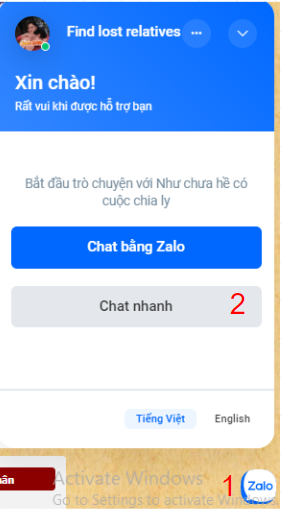 Find lost relatives
Xin chào!
Rất vui khi được hỗ trợ bạn
Bắt đầu trò chuyện với Như chưa hề có
cuộc chia ly
Chat bằng Zalo
Chat nhanh 2
Tiếng Việt English
Activate Windows
1 Zalo
Go to Settings to activate Windows.